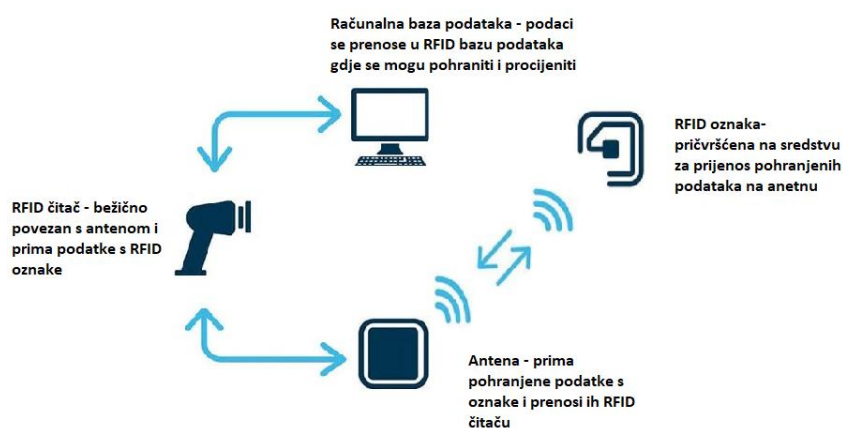 Računalna baza podataka - podaci
se prenose u RFID bazu podataka
gdje se mogu pohraniti i procijeniti
RFID oznaka-
pričvršćena na sredstvu
za prijenos pohranjenih
podataka na anetnu
RFID čitač - bežično
povezan s antenom i
prima podatke s RFID
oznake
Antena - prima
pohranjene podatke s
oznake i prenosi ih RFID
čitaču